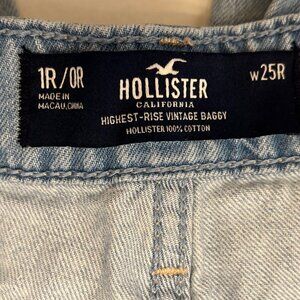 1R/0R
MADE IN
MACAU, CHINA
HOLLISTER
CALIFORNIA
HIGHEST-RISE VINTAGE BAGGY
HOLLISTER 100% COTTON
W25R